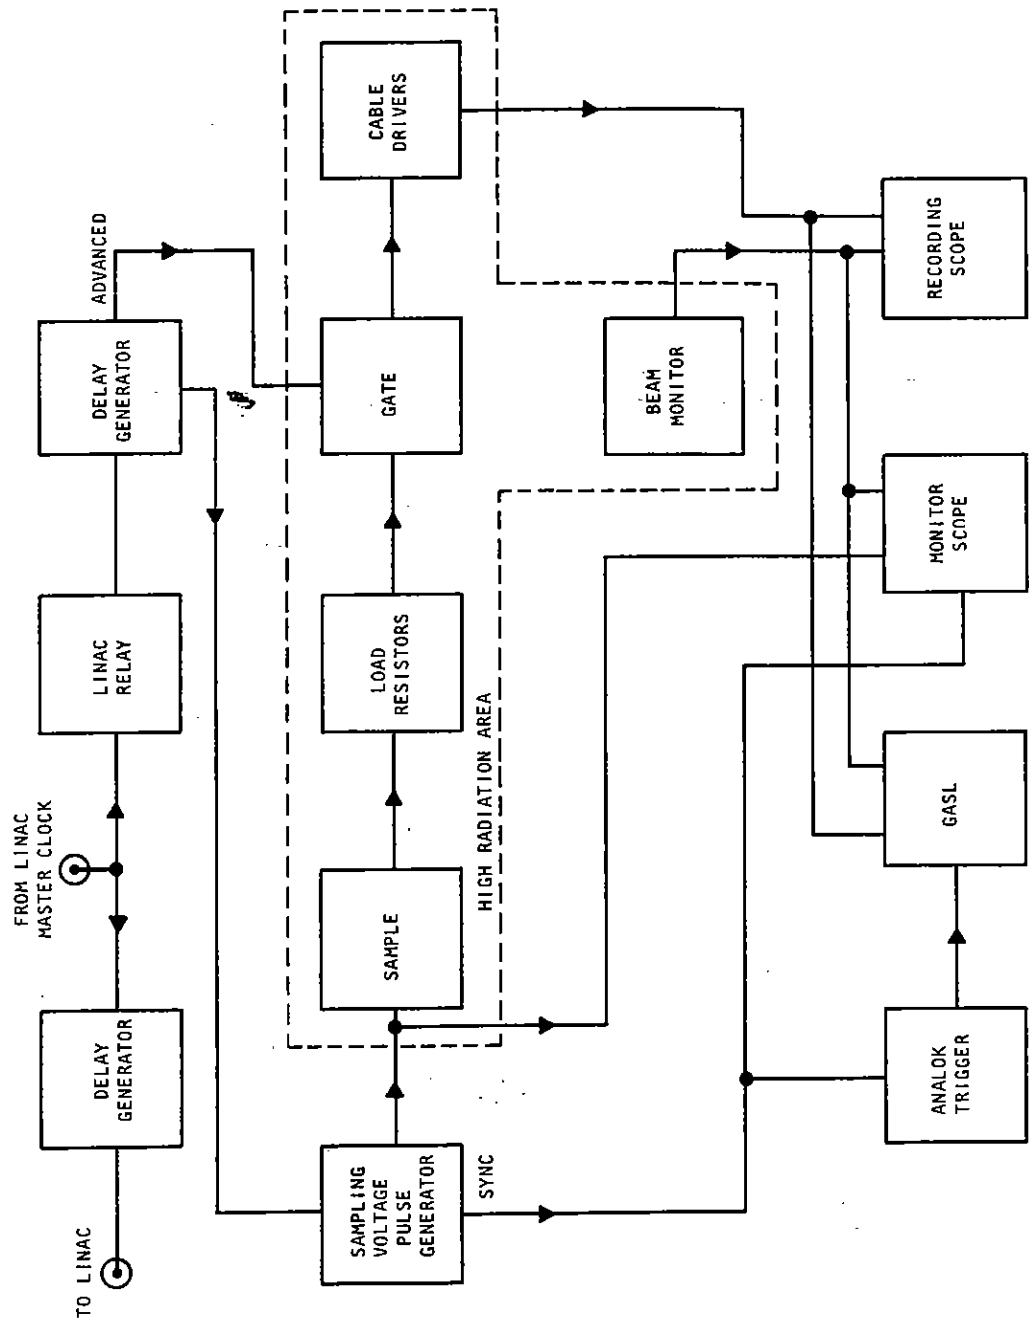 TO LINAC
DELAY
GENERATOR
FROM LINAC
MASTER CLOCK
LINAC
RELAY
DELAY
GENERATOR
ADVANCED
SAMPLING
VOLTAGE
PULSE
GENERATOR
SYNC
SAMPLE
LOAD
RESISTORS
GATE
CABLE
DRIVERS
HIGH RADIATION AREA
BEAM
MONITOR
ANALOK
TRIGGER
GASL
MONITOR
SCOPE
RECORDING
SCOPE